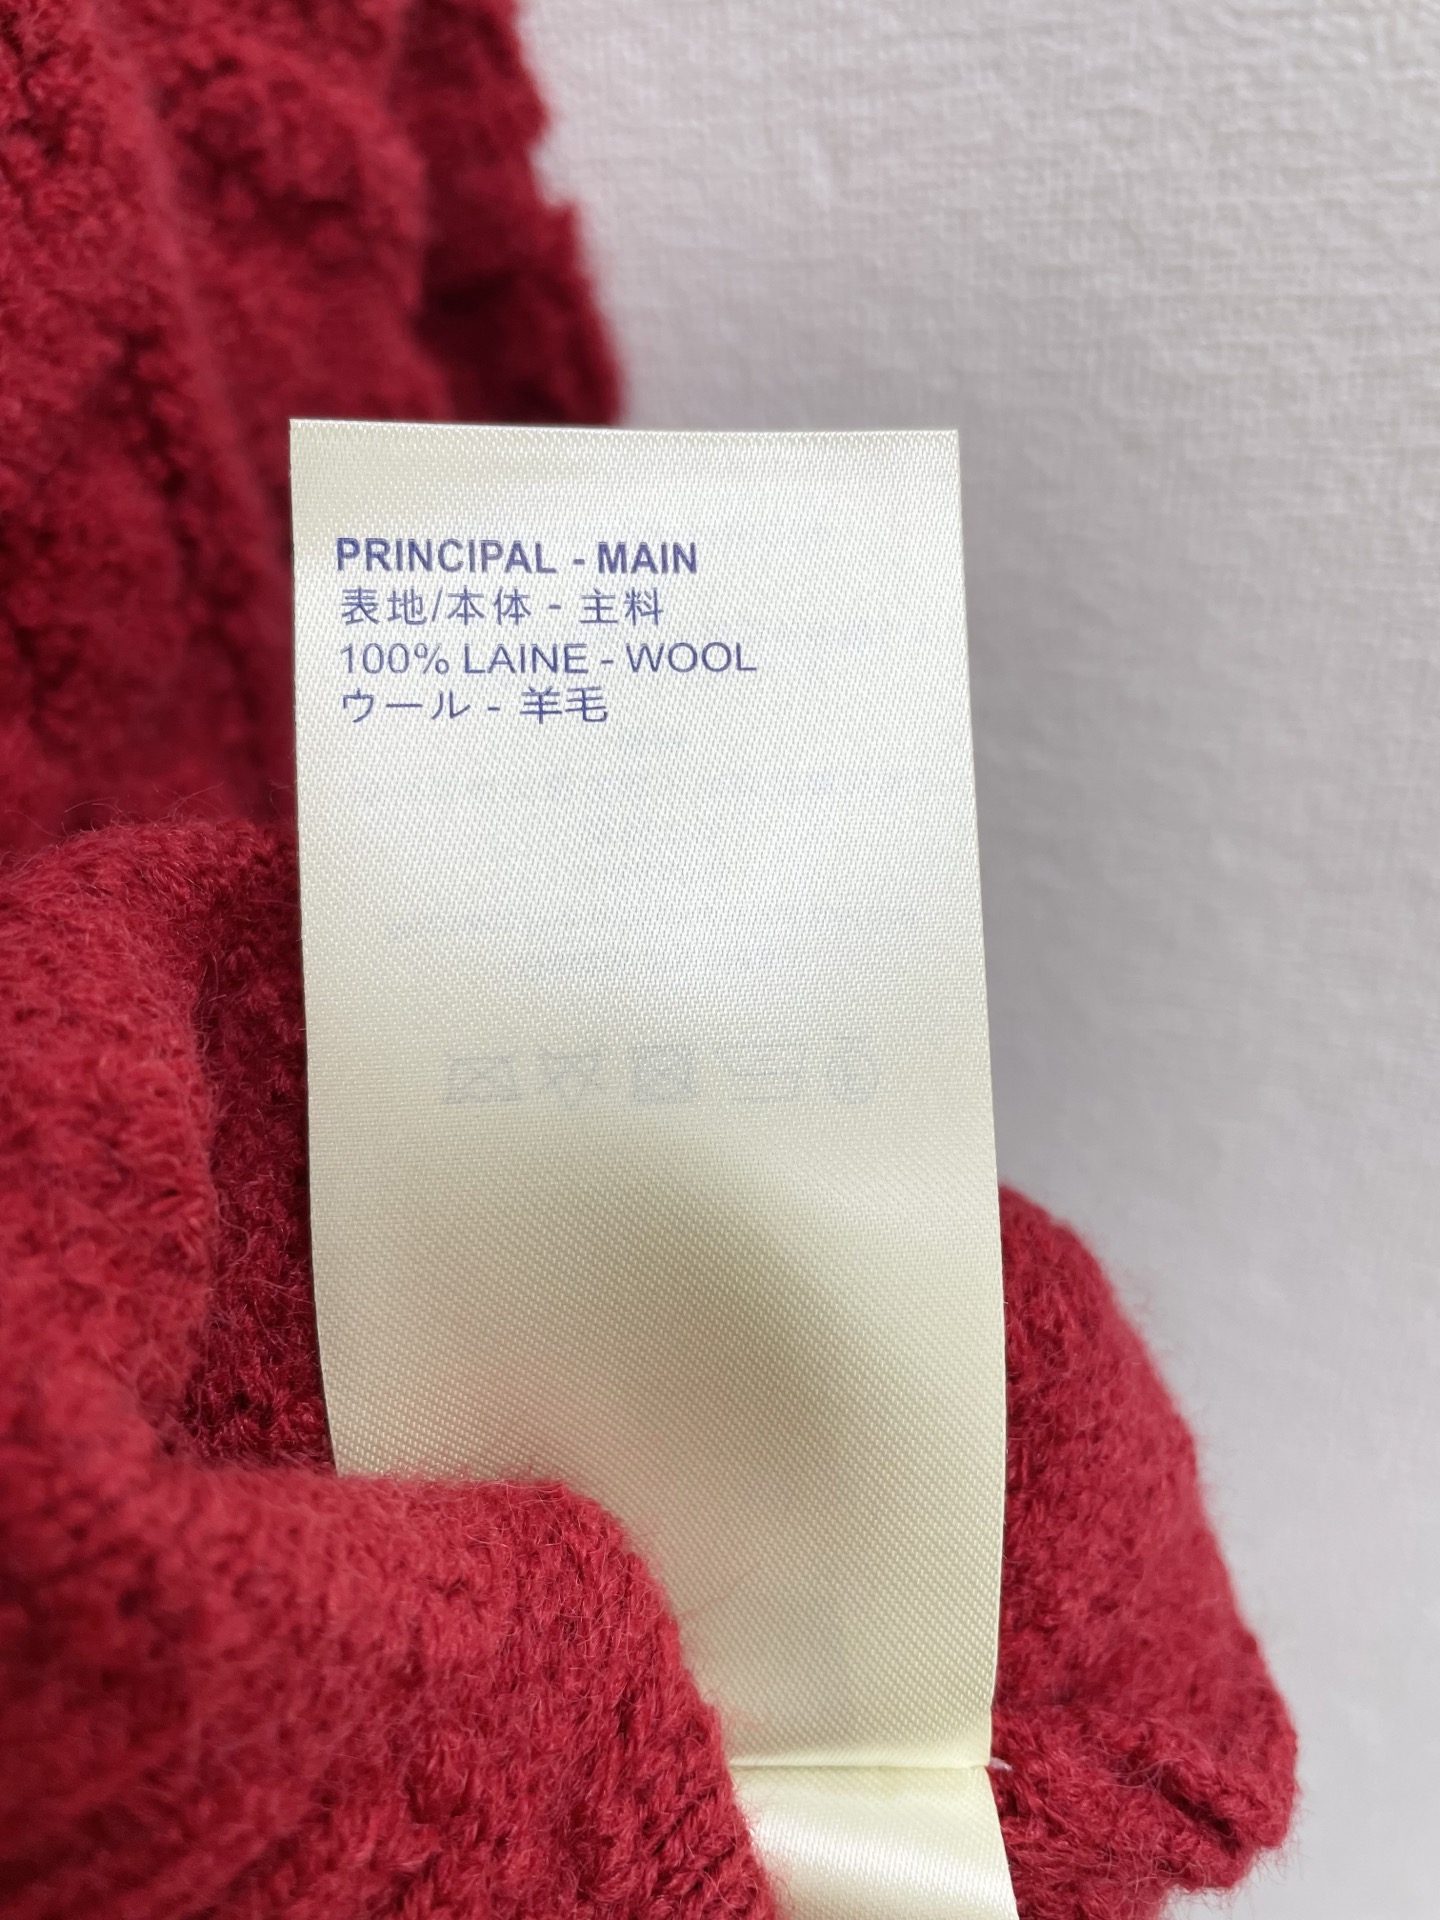 PRINCIPAL - MAIN
表地/本体 - 主料
100% LAINE - WOOL
ウール - 羊毛